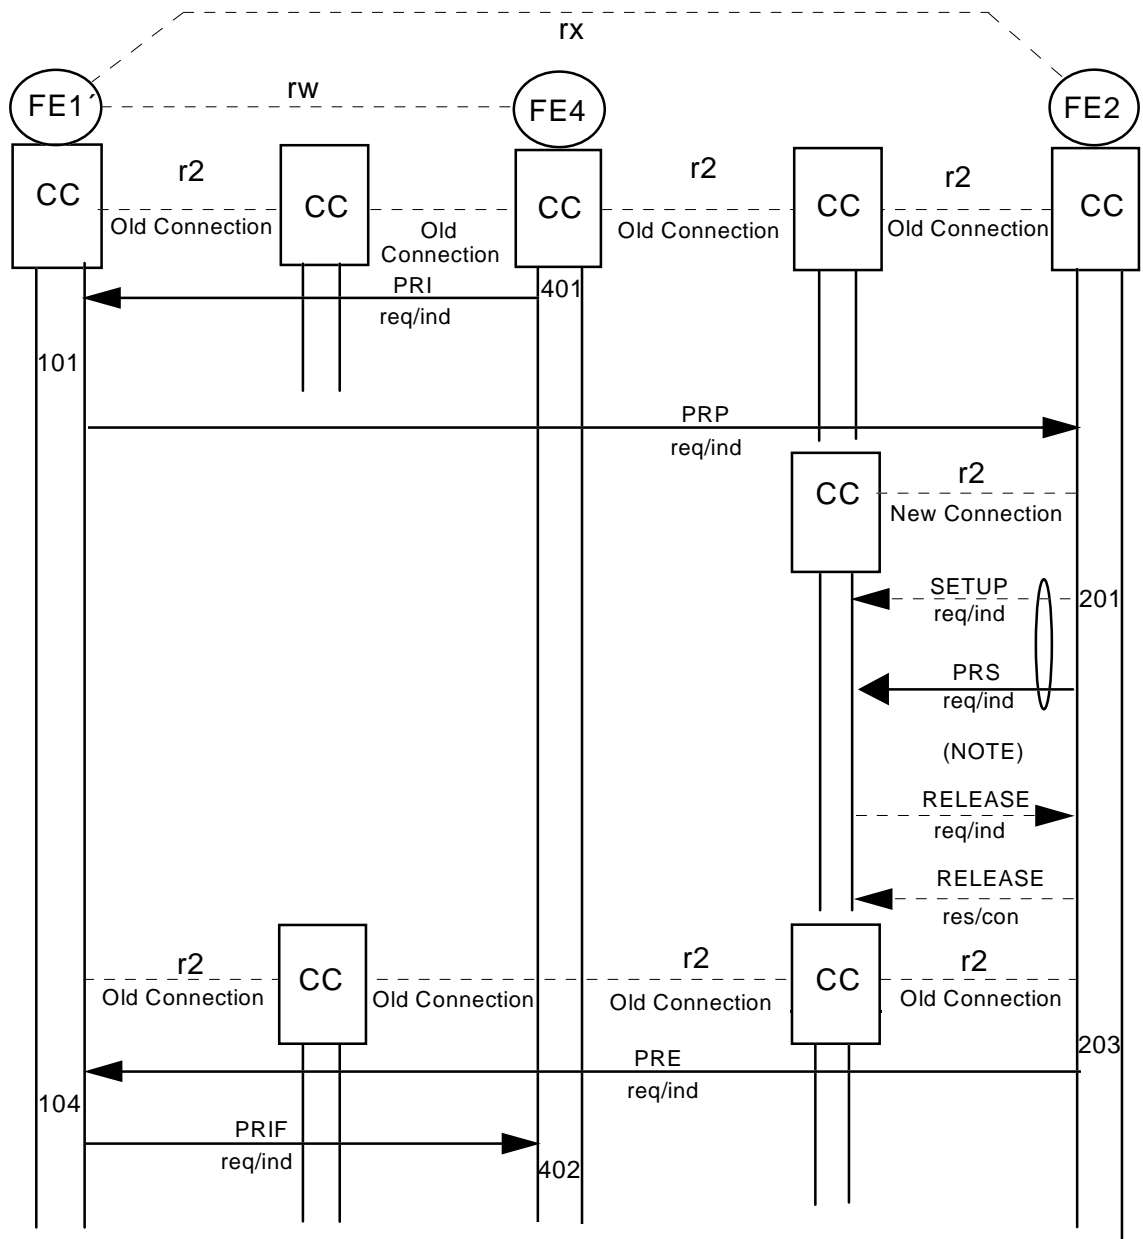 rx
rw
FE1´
FE4
FE2
r2
r2
r2
CC
CC
CC
CC
CC
Old Connection
Old
Connection
Old Connection
Old Connection
PRI
401
req/ind
101
PRP
req/ind
r2
CC
New Connection
SETUP
201
req/ind
PRS
req/ind
(NOTE)
RELEASE
req/ind
RELEASE
res/con
r2
r2
r2
CC
CC
Old Connection
Old Connection
Old Connection
Old Connection
203
PRE
req/ind
104
PRIF
req/ind
402